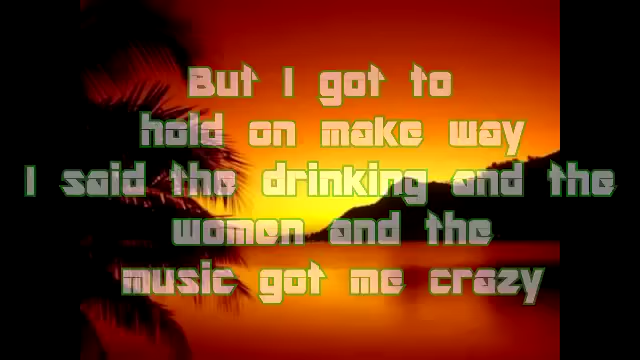 But I got to
hold on make way
I said the drinking and the
women and the
music got me crazy